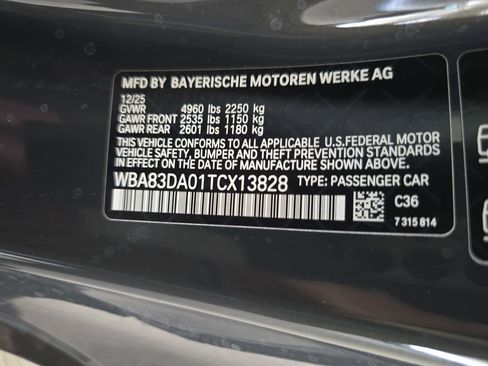 MFD BY BAYERISCHE MOTOREN WERKE AG
12/25
GVWR 4960 lbs 2250 kg
GAWR FRONT 2535 lbs 1150 kg
GAWR REAR 2601 lbs 1180 kg
THIS VEHICLE CONFORMS TO ALL APPLICABLE U.S.FEDERAL MOTOR
VEHICLE SAFETY, BUMPER AND THEFT PREVENTION STANDARDS IN
EFFECT ON THE DATE OF MANUFACTURE SHOWN ABOVE.
WBA83DA01TCX13828 TYPE: PASSENGER CAR
C36
7 315 814